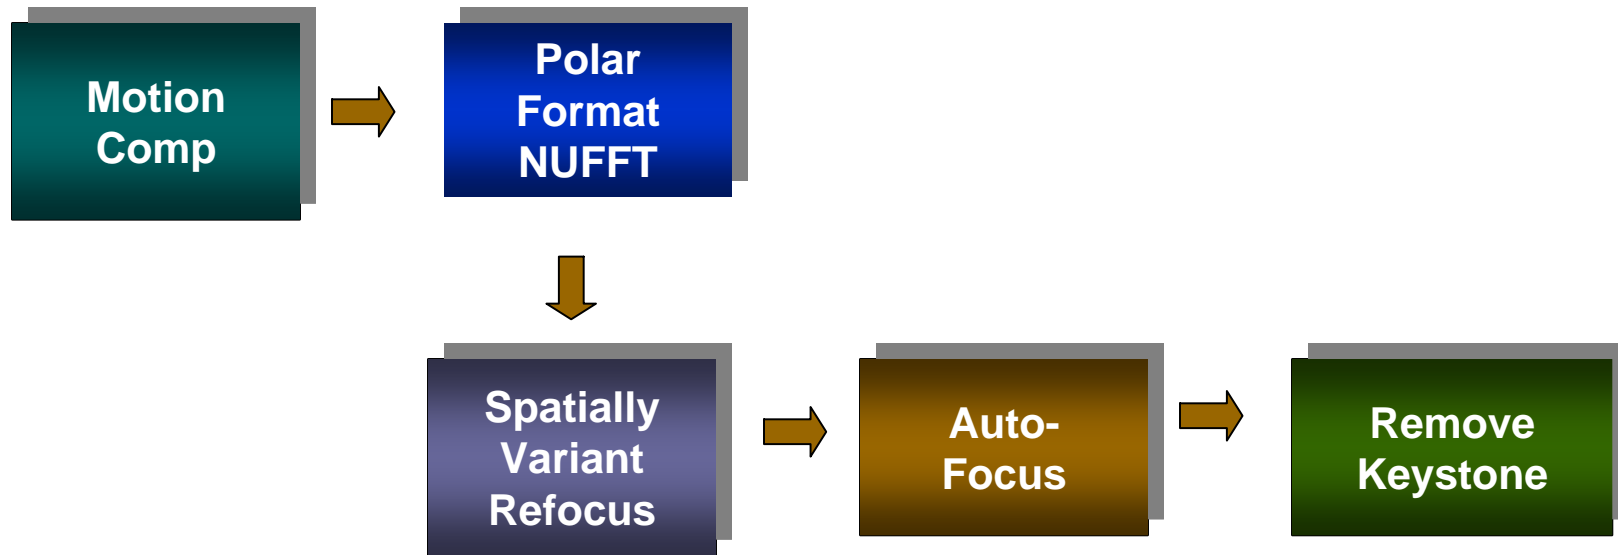 Motion
Comp
Polar
Format
NUFFT
Spatially
Variant
Refocus
Auto-
Focus
Remove
Keystone